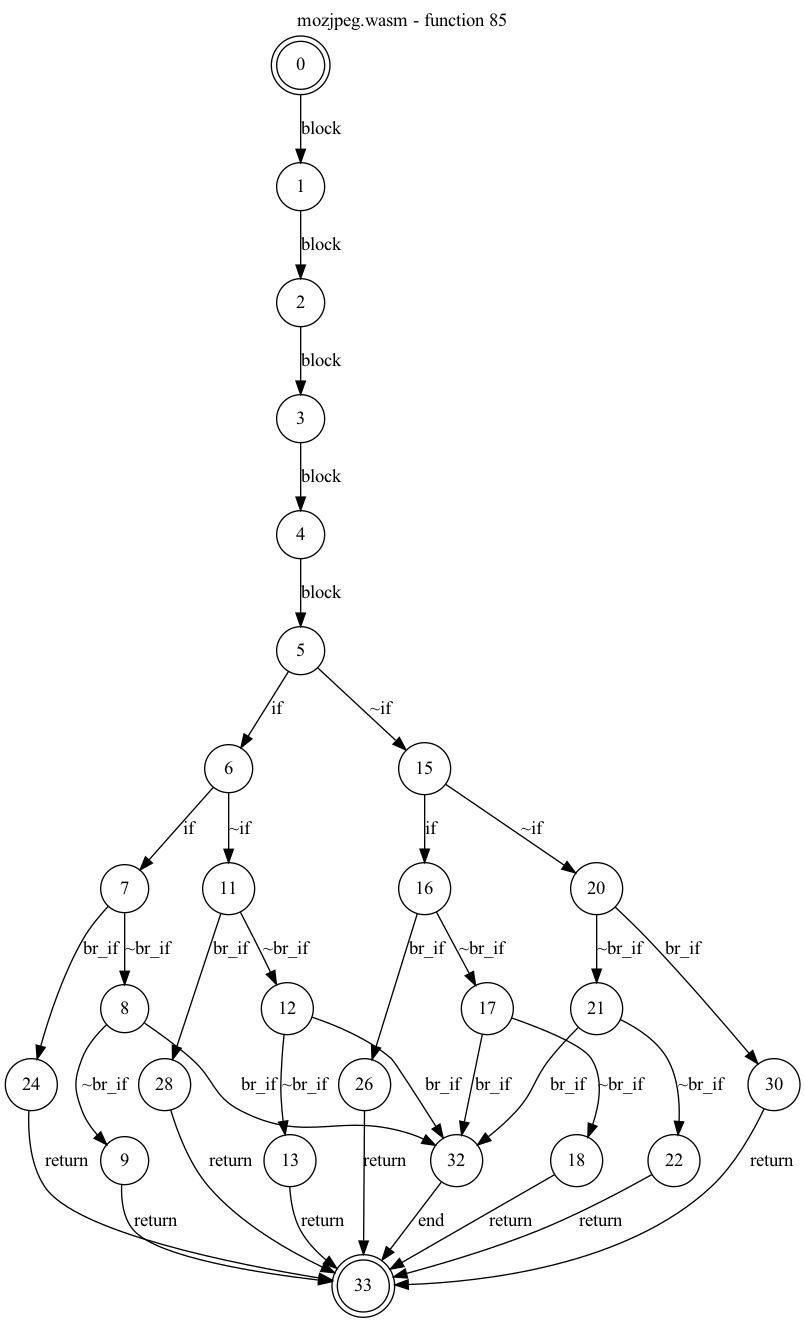 mozjpeg.wasm - function 85
0
block
1
block
2
block
3
block
4
block
5
if ~if
6 15
if ~if if ~if
7 11 16 20
br_if ~br_if br_if ~br_if br_if ~br_if ~br_if br_if
8 12 17 21
24 ~br_if 28 br_if ~br_if 26 br_if br_if br_if ~br_if ~br_if 30
9 13 32 18 22
return return return return
return return end return return
33